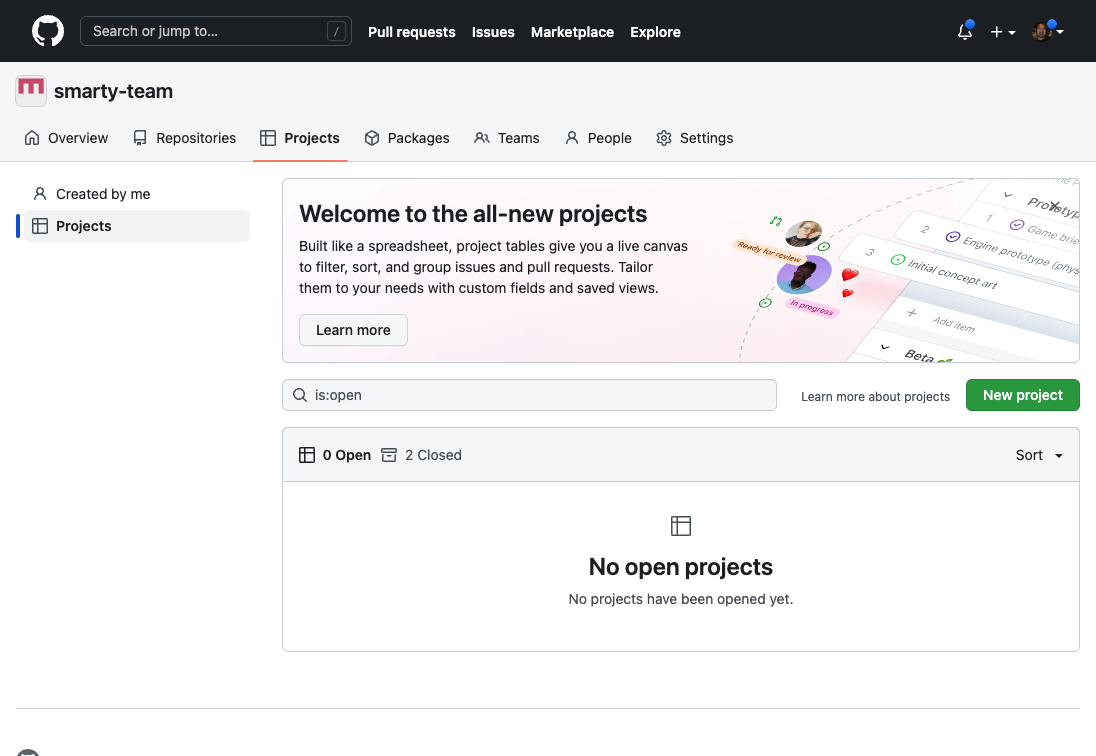 Search or jump to... /
Pull requests
Issues
Marketplace
Explore
smarty-team
Overview
Repositories
Projects
Packages
Teams
People
Settings
Created by me
Projects
Welcome to the all-new projects
Built like a spreadsheet, project tables give you a live canvas
to filter, sort, and group issues and pull requests. Tailor
them to your needs with custom fields and saved views.
Learn more
Ready for review
In progress
1 Game brie
2 Engine prototype (phys
3 Initial concept art
+ Add item
Beta
is:open
Learn more about projects
New project
0 Open
2 Closed
Sort
No open projects
No projects have been opened yet.